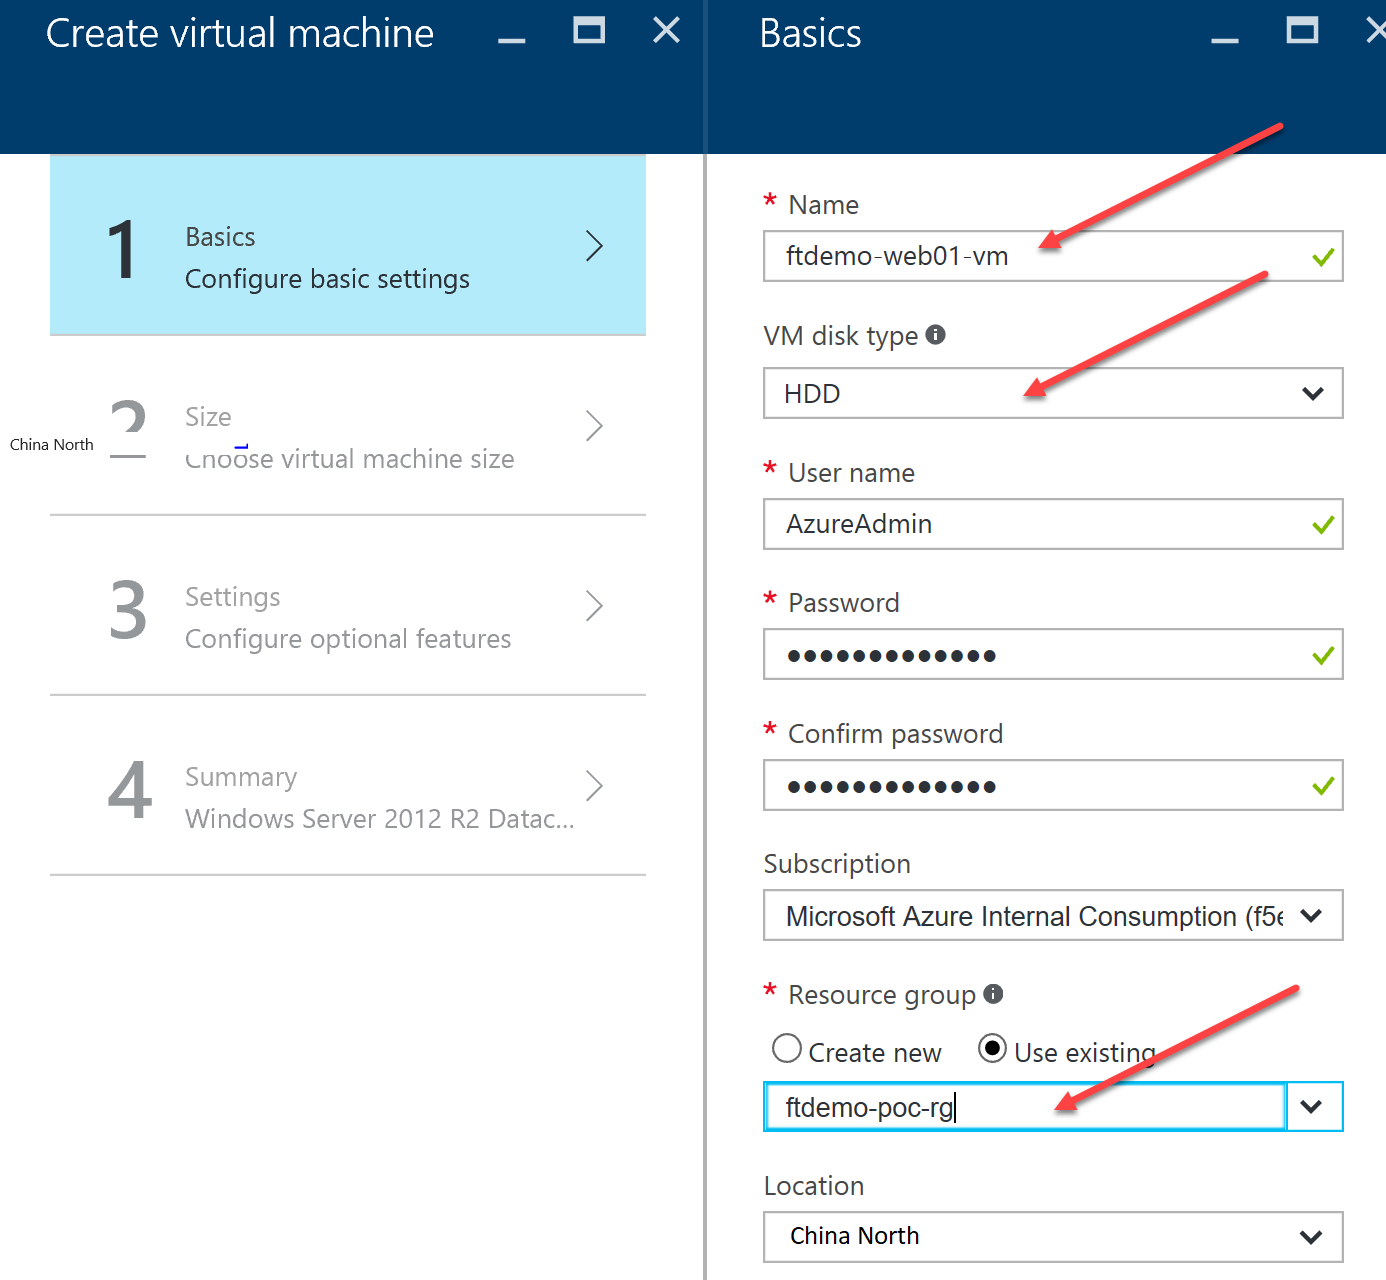 Create virtual machine
Basics
1
Basics
Configure basic settings
2
Size
China North
Choose virtual machine size
3
Settings
Configure optional features
4
Summary
Windows Server 2012 R2 Datac...
* Name
ftdemo-web01-vm
VM disk type
HDD
* User name
AzureAdmin
* Password
●●●●●●●●●●●●●
* Confirm password
●●●●●●●●●●●●●
Subscription
Microsoft Azure Internal Consumption (f5e
* Resource group
Create new Use existing
ftdemo-poc-rg
Location
China North